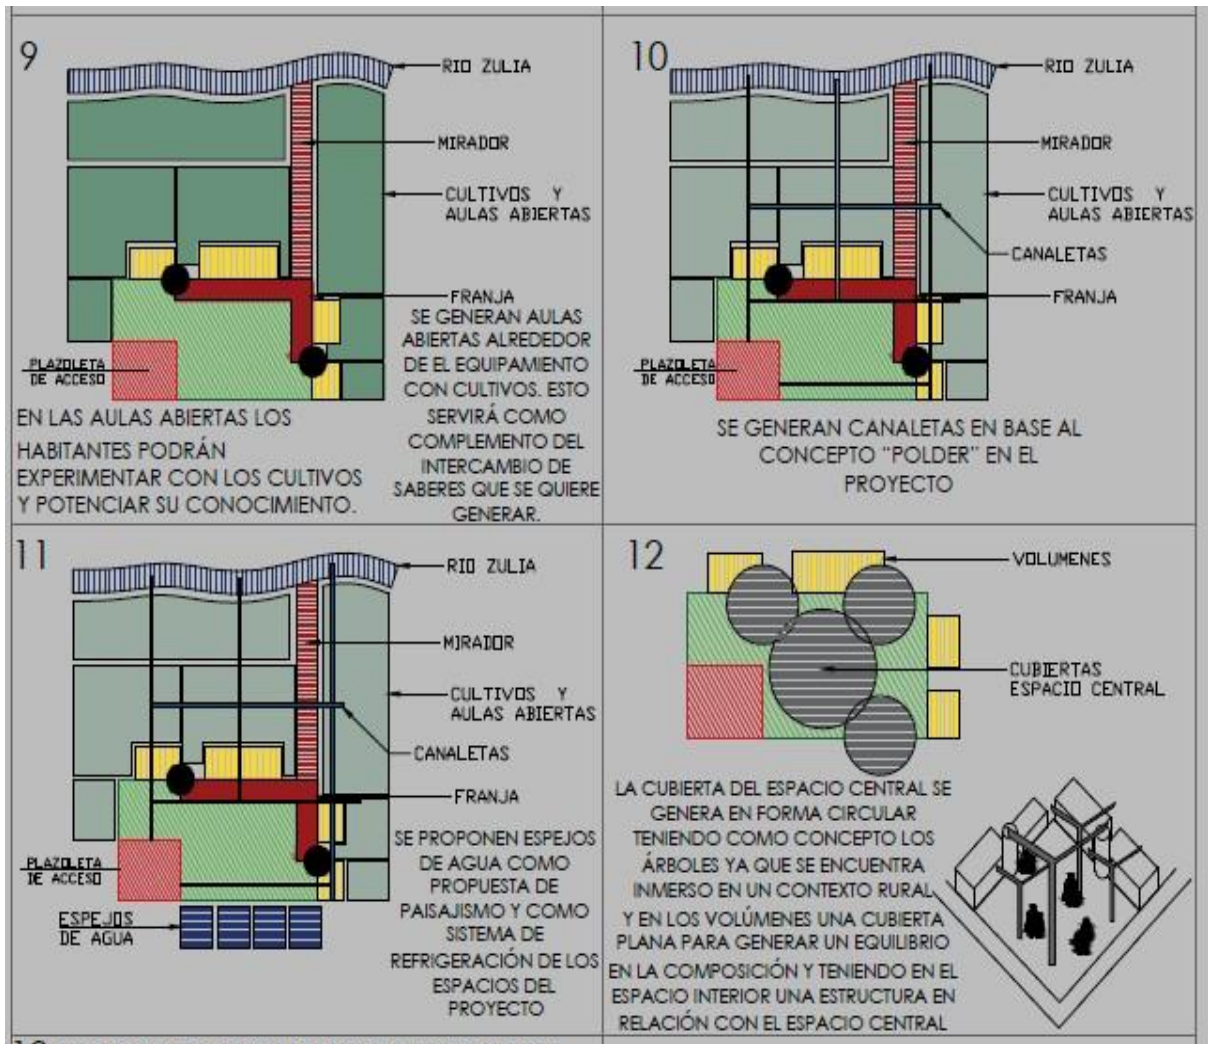 9
RIO ZULIA
MIRADOR
CULTIVOS Y
AULAS ABIERTAS
FRANJA
PLAZOLETA
DE ACCESO
SE GENERAN AULAS
ABIERTAS ALREDEDOR
DE EL EQUIPAMIENTO
CON CULTIVOS. ESTO
SERVIRÁ COMO
COMPLEMENTO DEL
INTERCAMBIO DE
SABERES QUE SE QUIERE
GENERAR.
EN LAS AULAS ABIERTAS LOS
HABITANTES PODRÁN
EXPERIMENTAR CON LOS CULTIVOS
Y POTENCIAR SU CONOCIMIENTO.
10
RIO ZULIA
MIRADOR
CULTIVOS Y
AULAS ABIERTAS
CANALETAS
FRANJA
PLAZOLETA
DE ACCESO
SE GENERAN CANALETAS EN BASE AL
CONCEPTO "POLDER" EN EL
PROYECTO
11
RIO ZULIA
MIRADOR
CULTIVOS Y
AULAS ABIERTAS
CANALETAS
FRANJA
PLAZOLETA
DE ACCESO
ESPEJOS
DE AGUA
SE PROPONEN ESPEJOS
DE AGUA COMO
PROPUESTA DE
PAISAJISMO Y COMO
SISTEMA DE
REFRIGERACIÓN DE LOS
ESPACIOS DEL
PROYECTO
12
VOLUMENES
CUBIERTAS
ESPACIO CENTRAL
LA CUBIERTA DEL ESPACIO CENTRAL SE
GENERA EN FORMA CIRCULAR
TENIENDO COMO CONCEPTO LOS
ÁRBOLES YA QUE SE ENCUENTRA
INMERSO EN UN CONTEXTO RURAL,
Y EN LOS VOLÚMENES UNA CUBIERTA
PLANA PARA GENERAR UN EQUILIBRIO
EN LA COMPOSICIÓN Y TENIENDO EN EL
ESPACIO INTERIOR UNA ESTRUCTURA EN
RELACIÓN CON EL ESPACIO CENTRAL